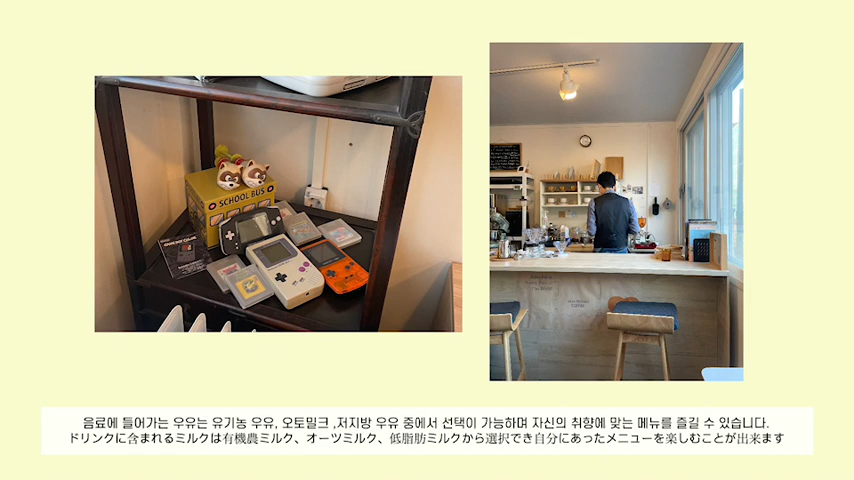 SCHOOL BUS
GAME BOY COLOR
음료에 들어가는 우유는 유기농 우유, 오토밀크 ,저지방 우유 중에서 선택이 가능하며 자신의 취향에 맞는 메뉴를 즐길 수 있습니다.
ドリンクに含まれるミルクは有機農ミルク、オーツミルク、低脂肪ミルクから選択でき自分にあったメニューを楽しむことが出来ます